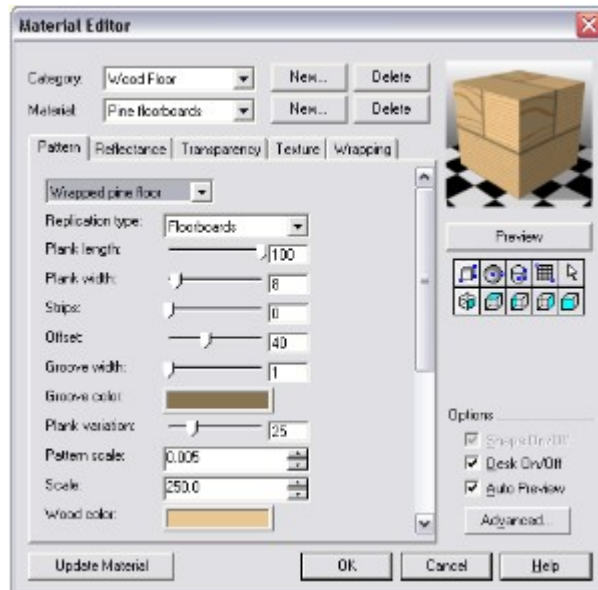 Material Editor
Category: Wood Floor New... Delete
Material: Pine floorboards New... Delete
Pattern Reflectance Transparency Texture Wrapping
Wrapped pine floor
Replication type: Floorboards
Plank length: 100
Plank width: 8
Strips: 0
Offset: 40
Groove width: 1
Groove color:
Plank variation: 25
Pattern scale: 0.005
Scale: 250.0
Wood color:
Preview
Options
Snaps On/Off
Desk On/Off
Auto Preview
Advanced...
Update Material OK Cancel Help